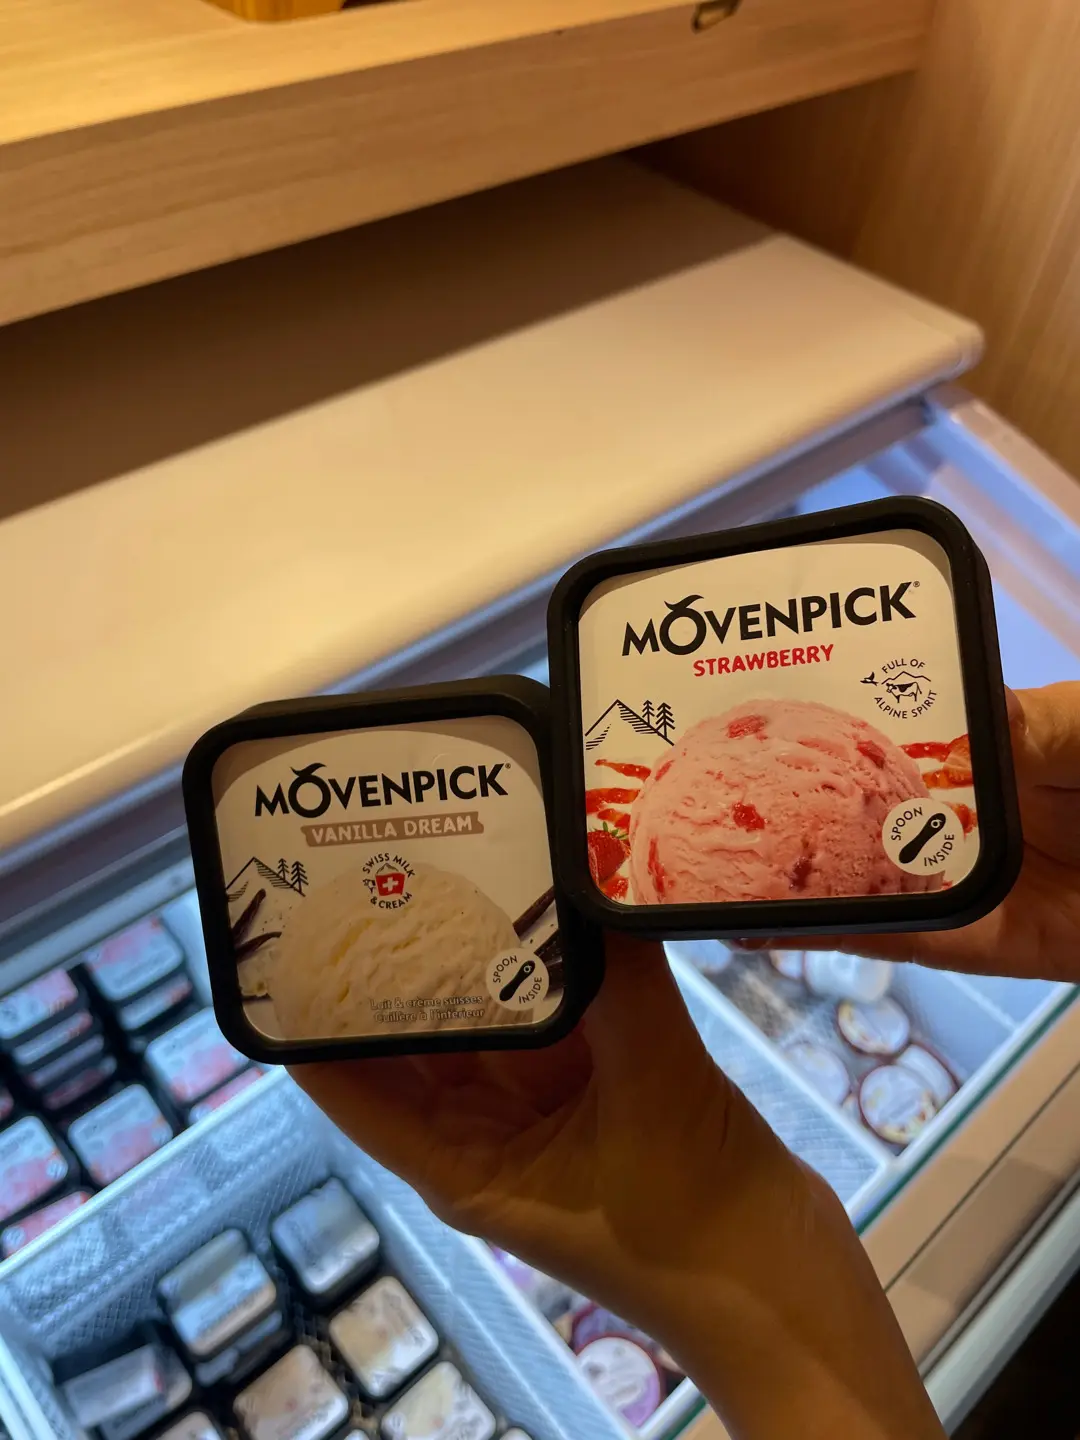 MÖVENPICK®
VANILLA DREAM
SWISS MILK
& CREAM
SPOON
INSIDE
Lait & crème suisses
Cuillère à l'intérieur
MÖVENPICK®
STRAWBERRY
FULL OF
ALPINE SPIRIT
SPOON
INSIDE